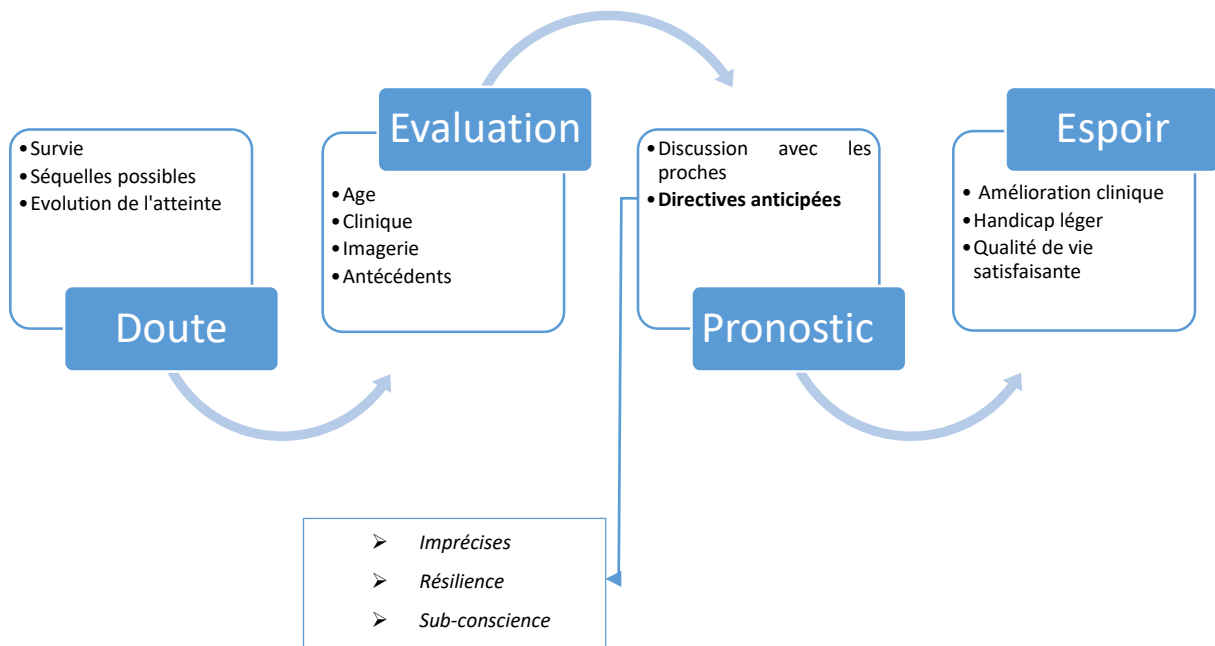 • Survie
• Séquelles possibles
• Evolution de l'atteinte
Doute
Evaluation
• Age
• Clinique
• Imagerie
• Antécédents
• Discussion avec les
proches
• Directives anticipées
Pronostic
Espoir
• Amélioration clinique
• Handicap léger
• Qualité de vie
satisfaisante
➢ Imprécises
➢ Résilience
➢ Sub-conscience